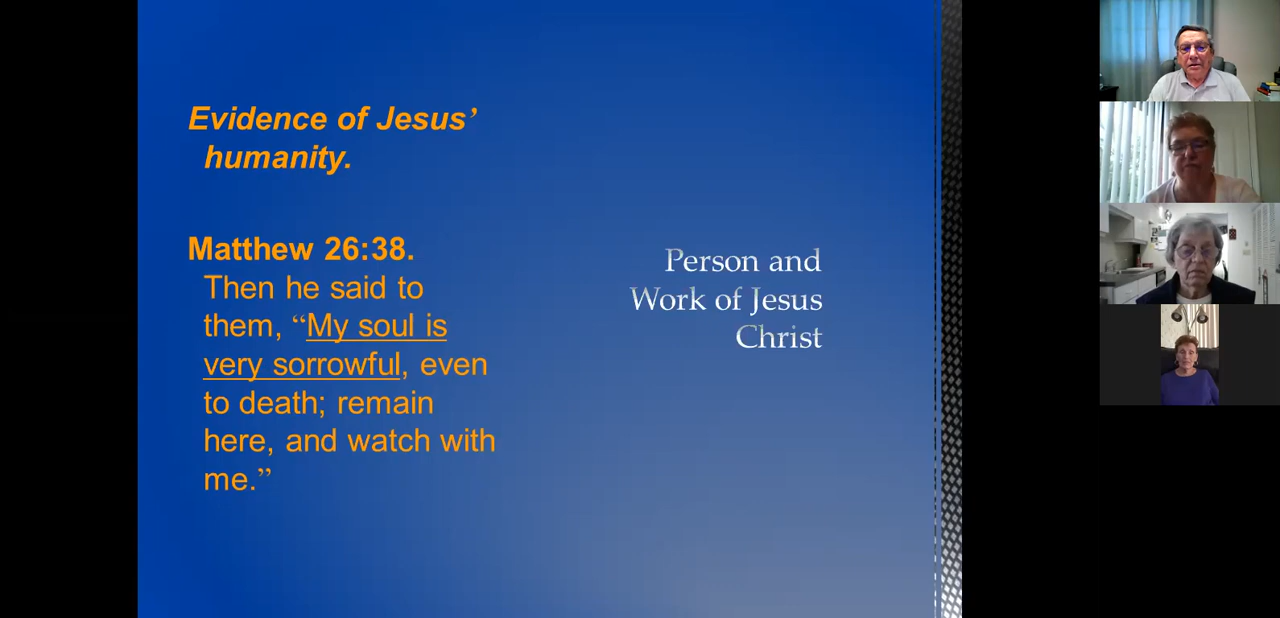 Evidence of Jesus’
humanity.
Matthew 26:38.
Then he said to
them, “My soul is
very sorrowful, even
to death; remain
here, and watch with
me.”
Person and
Work of Jesus
Christ